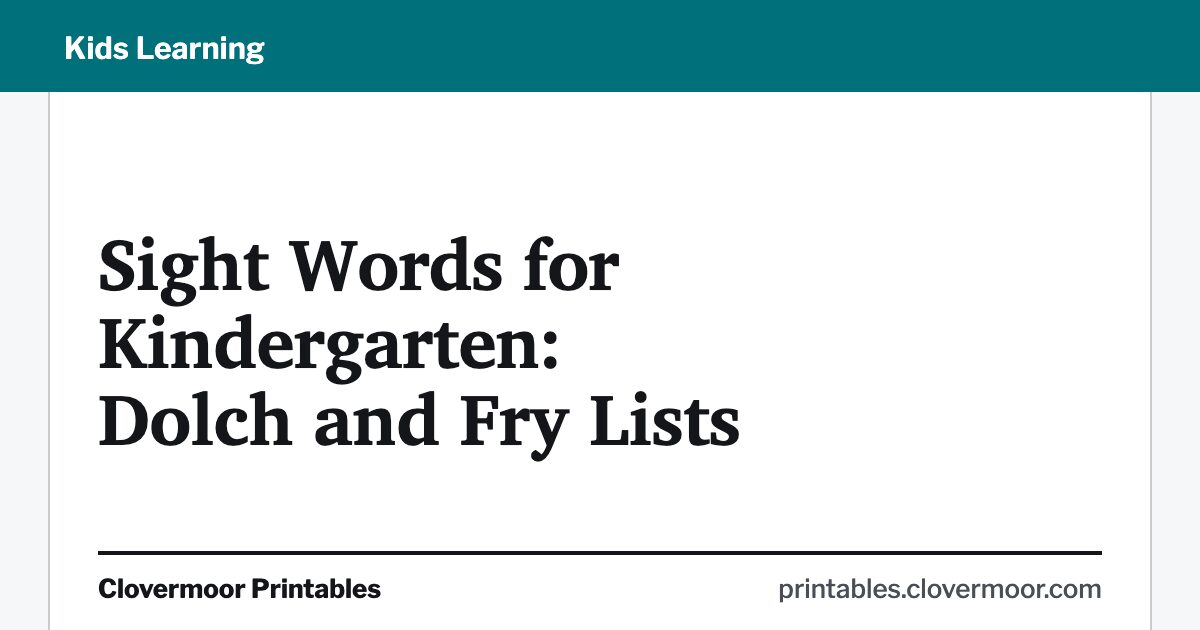 Kids Learning
Sight Words for
Kindergarten:
Dolch and Fry Lists
Clovermoor Printables
printables.clovermoor.com